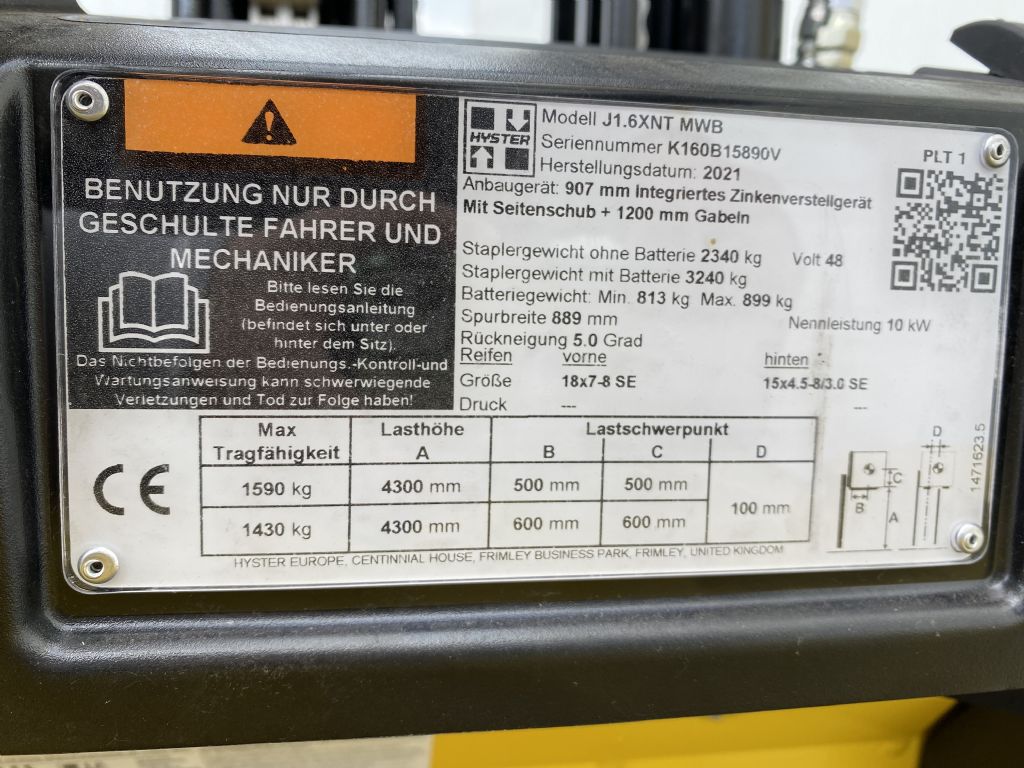 BENUTZUNG NUR DURCH
GESCHULTE FAHRER UND
MECHANIKER
Bitte lesen Sie die
Bedienungsanleitung
(befindet sich unter oder
hinter dem Sitz).
Das Nichtbefolgen der Bedienungs.-Kontroll-und
Wartungsanweisung kann schwerwiegende
Verletzungen und Tod zur Folge haben!
HYSTER
Modell J1.6XNT MWB
Seriennummer K160B15890V
Herstellungsdatum: 2021
PLT 1
Anbaugerät: 907 mm Integriertes Zinkenverstellgerät
Mit Seitenschub + 1200 mm Gabeln
Staplergewicht ohne Batterie 2340 kg Volt 48
Staplergewicht mit Batterie 3240 kg
Batteriegewicht: Min. 813 kg Max. 899 kg
Spurbreite 889 mm Nennleistung 10 kW
Rückneigung 5.0 Grad
Reifen vorne hinten
Größe 18x7-8 SE 15x4.5-8/3.0 SE
Druck --- ---
CE
Max Lasthöhe Lastschwerpunkt
Tragfähigkeit A B C D
1590 kg 4300 mm 500 mm 500 mm 100 mm
1430 kg 4300 mm 600 mm 600 mm
D
C
B
A
14716235
HYSTER EUROPE, CENTINNIAL HOUSE, FRIMLEY BUSINESS PARK, FRIMLEY, UNITED KINGDOM